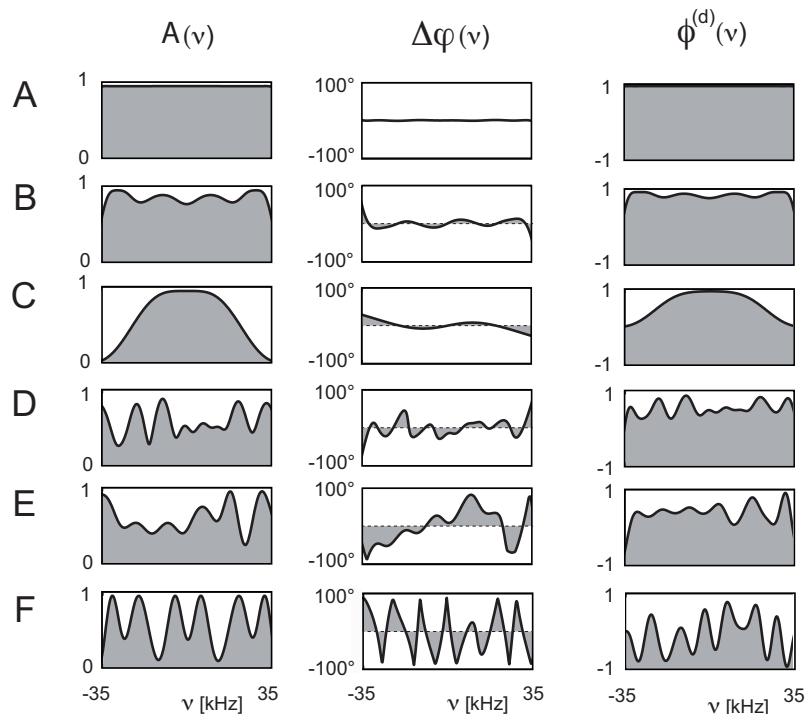 A(ν) Δφ(ν) ϕ(d)(ν)
A 1 0 100° -100° 1 -1
B 1 0 100° -100° 1 -1
C 1 0 100° -100° 1 -1
D 1 0 100° -100° 1 -1
E 1 0 100° -100° 1 -1
F 1 0 100° -100° 1 -1
-35 35 -35 35 -35 35
ν [kHz] ν [kHz] ν [kHz]